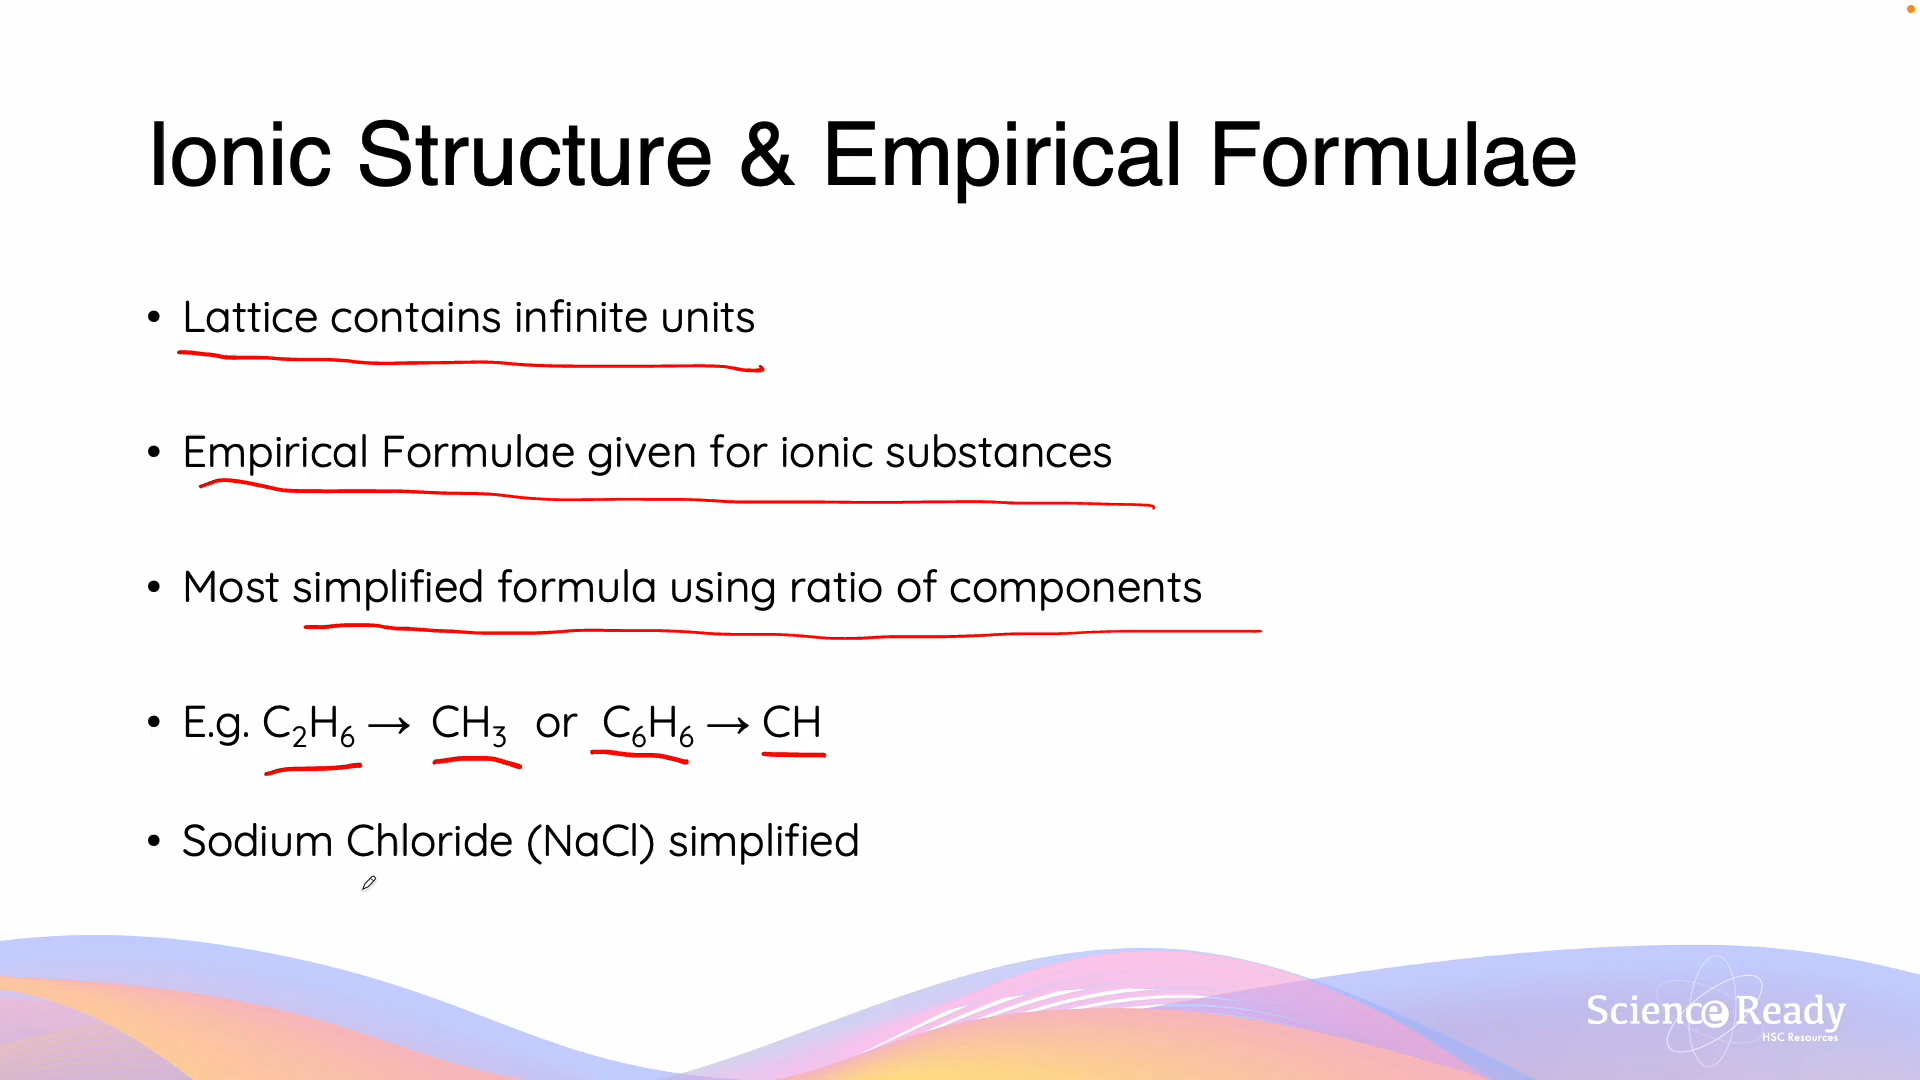 Ionic Structure & Empirical Formulae
• Lattice contains infinite units
• Empirical Formulae given for ionic substances
• Most simplified formula using ratio of components
• E.g. C₂H₆ → CH₃ or C₆H₆ → CH
• Sodium Chloride (NaCl) simplified
Science Ready
HSC Resources